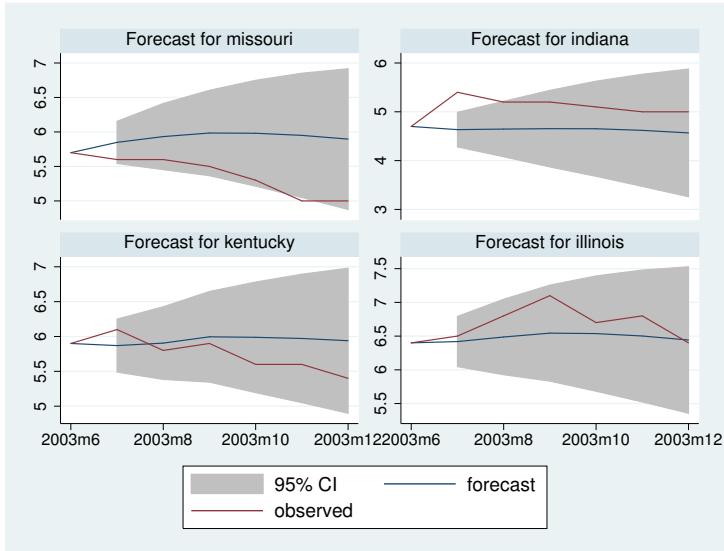 Forecast for missouri
Forecast for indiana
7
6.5
6
5.5
5
6
5
4
3
Forecast for kentucky
Forecast for illinois
7
6.5
6
5.5
5
7.5
7
6.5
6
5.5
2003m6 2003m8 2003m10 2003m12
2003m6 2003m8 2003m10 2003m12
95% CI forecast
observed